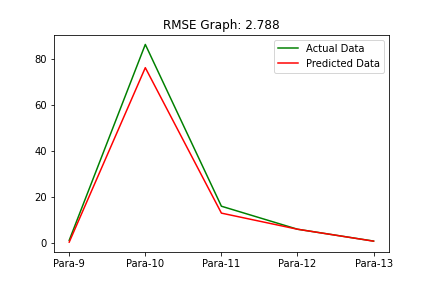 RMSE Graph: 2.788
Actual Data
Predicted Data
80
60
40
20
0
Para-9 Para-10 Para-11 Para-12 Para-13